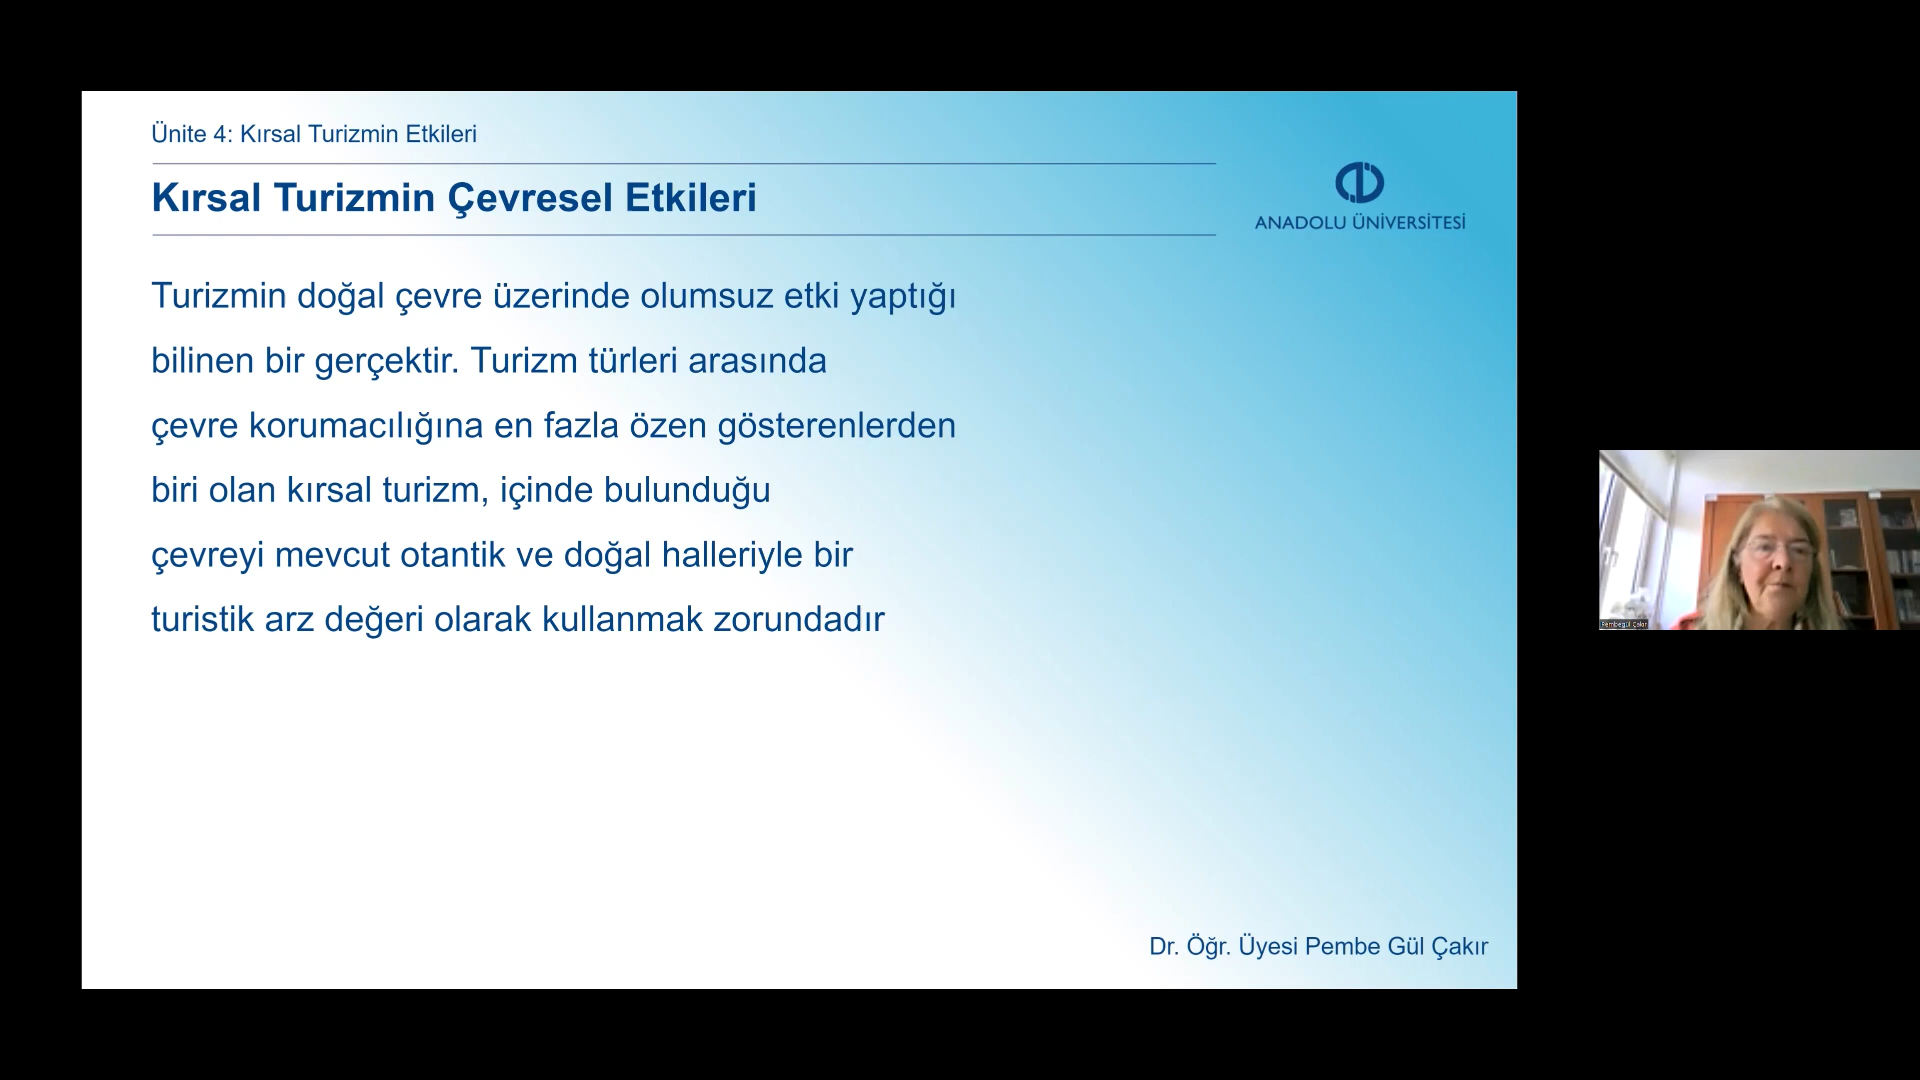 Ünite 4: Kırsal Turizmin Etkileri
Kırsal Turizmin Çevresel Etkileri
ANADOLU ÜNİVERSİTESİ
Turizmin doğal çevre üzerinde olumsuz etki yaptığı
bilinen bir gerçektir. Turizm türleri arasında
çevre korumacılığına en fazla özen gösterenlerden
biri olan kırsal turizm, içinde bulunduğu
çevreyi mevcut otantik ve doğal halleriyle bir
turistik arz değeri olarak kullanmak zorundadır
Pembegül Çakır
Dr. Öğr. Üyesi Pembe Gül Çakır